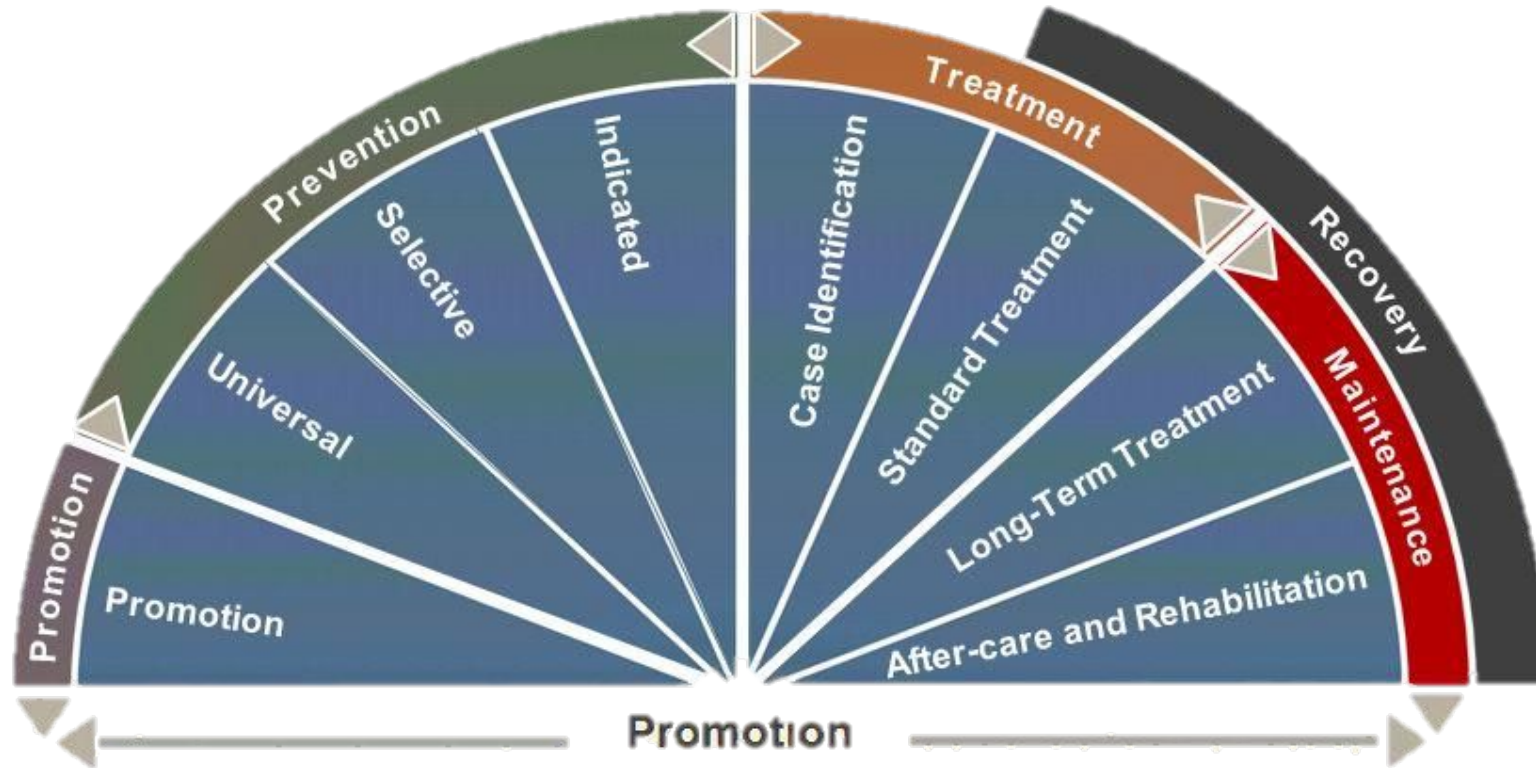 Prevention
Treatment
Recovery
Maintenance
Promotion
Promotion
Universal
Selective
Indicated
Case Identification
Standard Treatment
Long-Term Treatment
After-care and Rehabilitation
Promotion